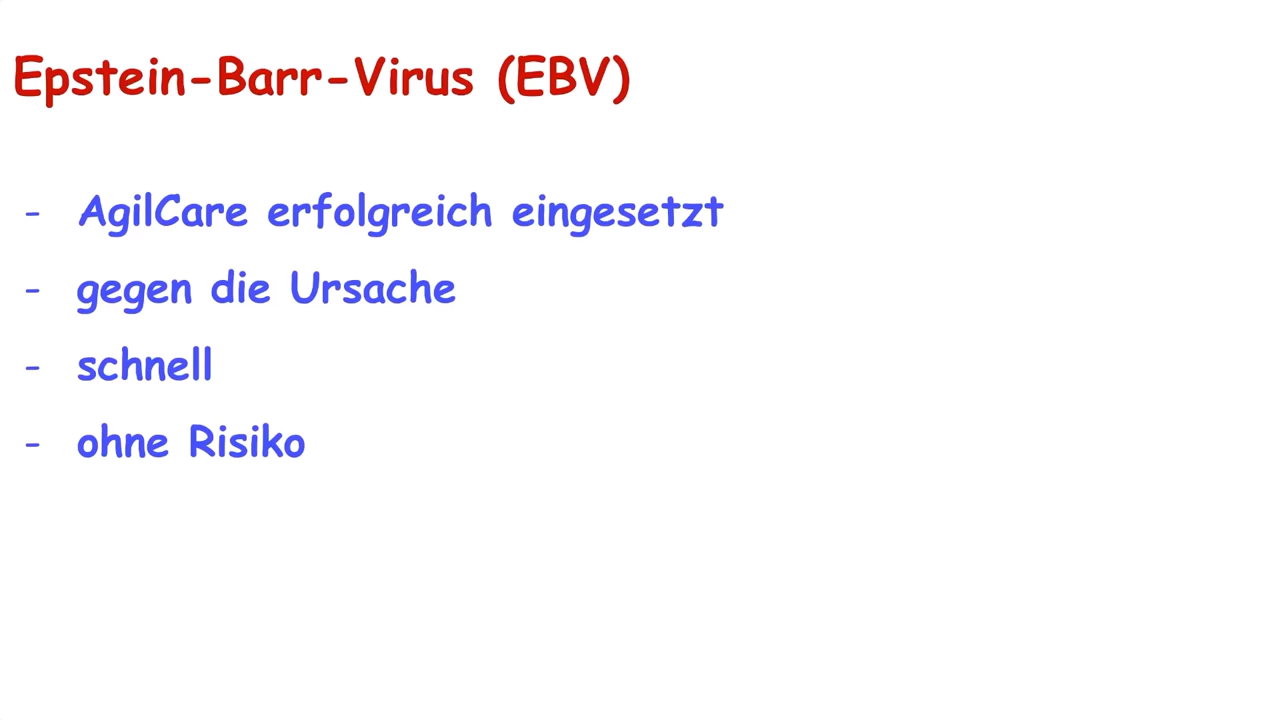 Epstein-Barr-Virus (EBV)
- AgilCare erfolgreich eingesetzt
- gegen die Ursache
- schnell
- ohne Risiko